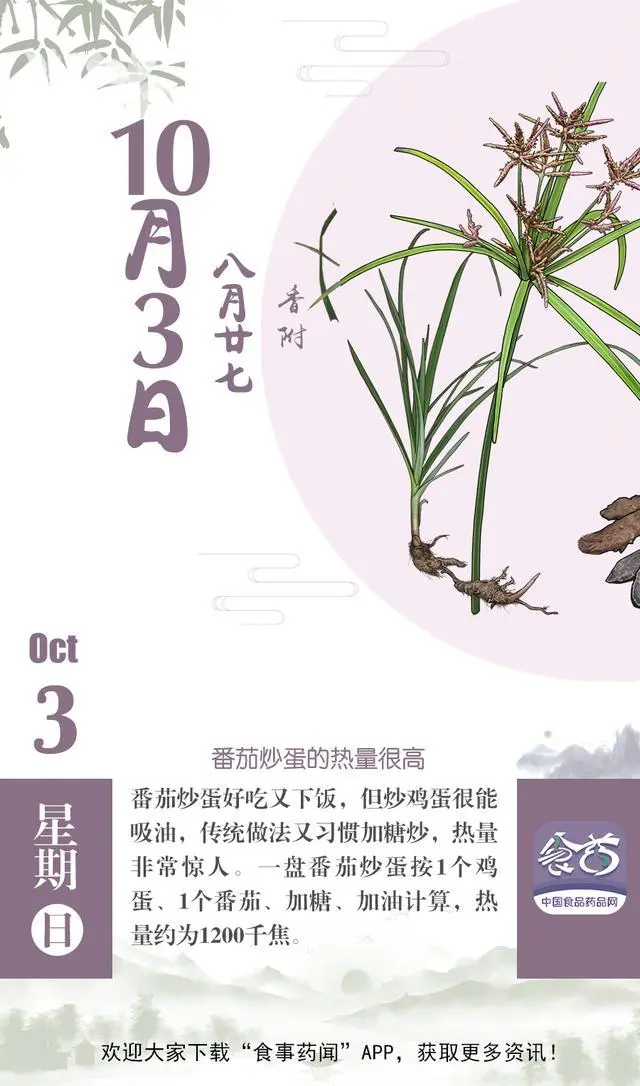 10月3日
八月廿七
香附
Oct
3
星期日
番茄炒蛋的热量很高
番茄炒蛋好吃又下饭，但炒鸡蛋很能
吸油，传统做法又习惯加糖炒，热量
非常惊人。一盘番茄炒蛋按1个鸡
蛋、1个番茄、加糖、加油计算，热
量约为1200千焦。
食药
中国食品药品网
欢迎大家下载“食事药闻”APP，获取更多资讯！